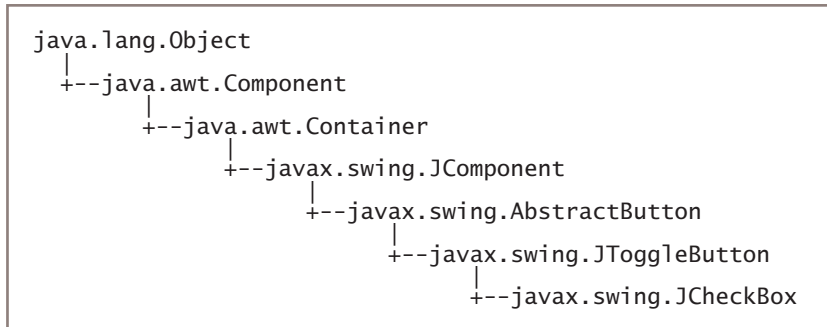 java.lang.Object
|
+--java.awt.Component
|
+--java.awt.Container
|
+--javax.swing.JComponent
|
+--javax.swing.AbstractButton
|
+--javax.swing.JToggleButton
|
+--javax.swing.JCheckBox